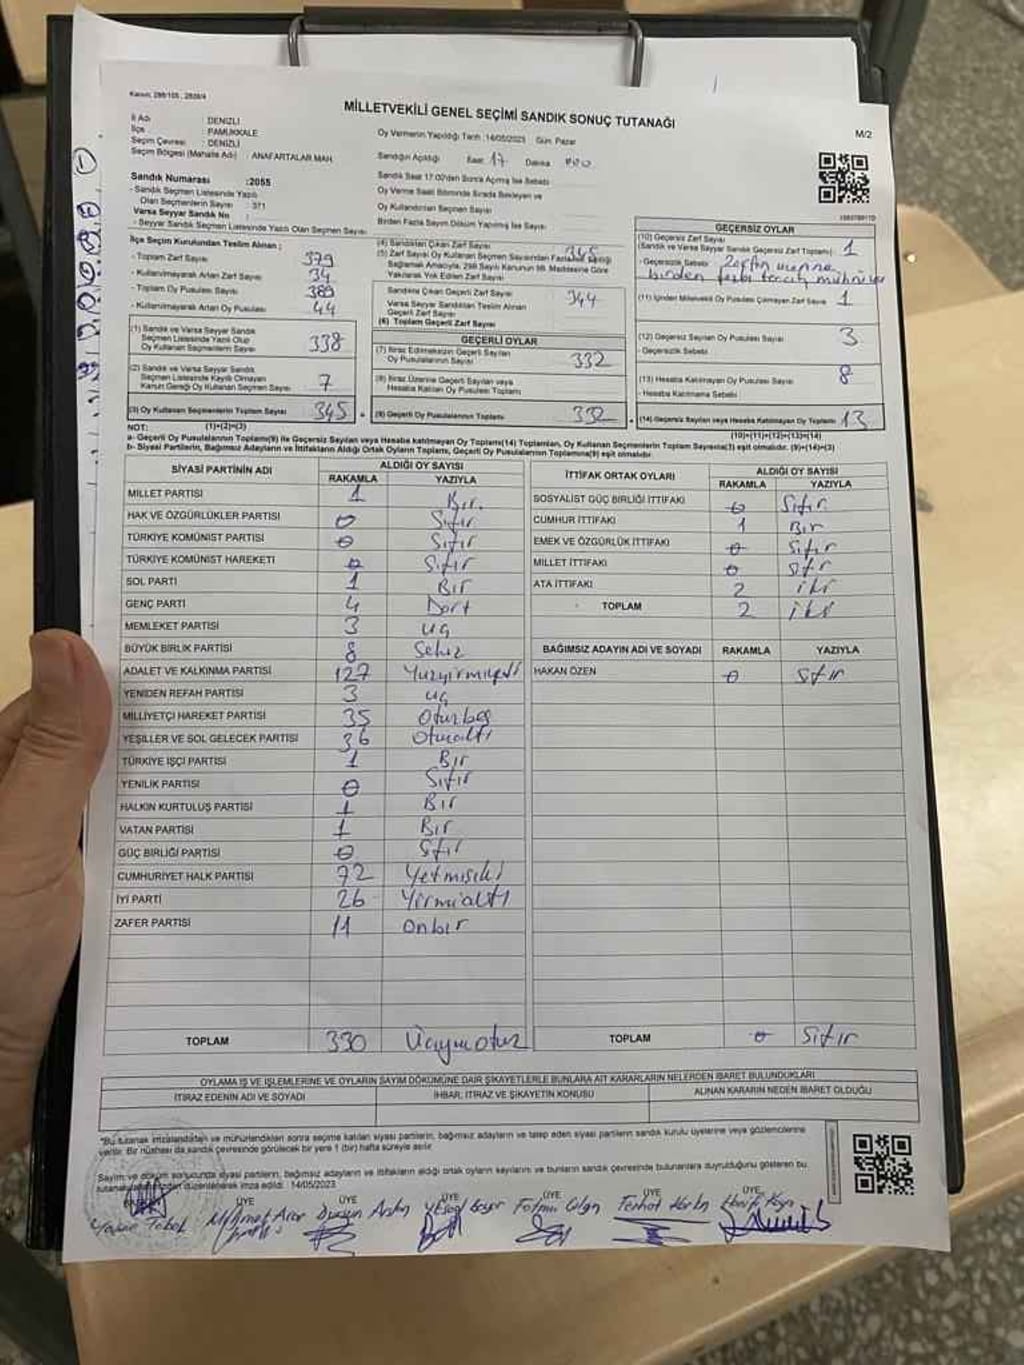 Kanun: 298/105, 2839/4
MİLLETVEKİLİ GENEL SEÇİMİ SANDIK SONUÇ TUTANAĞI
M/2
İl Adı : DENİZLİ
İlçe : PAMUKKALE
Seçim Çevresi : DENİZLİ
Seçim Bölgesi (Mahalle Adı) : ANAFARTALAR MAH.
Oy Vermenin Yapıldığı Tarih : 14/05/2023 Gün: Pazar
Sandığın Açıldığı Saat: 17 Dakika
Sandık Saat 17:00'den Sonra Açılmış İse Sebebi
Sandık Numarası : 2055
- Sandık Seçmen Listesinde Yazılı Olan Seçmenlerin Sayısı : 371
Varsa Seyyar Sandık No :
- Seyyar Sandık Seçmen Listesinde Yazılı Olan Seçmen Sayısı
Oy Verme Saati Bitiminde Sırada Bekleyen ve
Oy Kullandırılan Seçmen Sayısı
Birden Fazla Sayım Döküm Yapılmış İse Sayısı
İlçe Seçim Kurulundan Teslim Alınan :
- Toplam Zarf Sayısı 379
- Kullanılmayarak Artan Zarf Sayısı 34
- Toplam Oy Pusulası Sayısı 389
- Kullanılmayarak Artan Oy Pusulası 44
(1) Sandık ve Varsa Seyyar Sandık
Seçmen Listesinde Yazılı Olup
Oy Kullanan Seçmenlerin Sayısı 338
(2) Sandık ve Varsa Seyyar Sandık
Seçmen Listesinde Kayıtlı Olmayan
Kanun Gereği Oy Kullanan Seçmen Sayısı 7
(3) Oy Kullanan Seçmenlerin Toplam Sayısı 345
(4) Sandıktan Çıkan Zarf Sayısı 345
(5) Zarf Sayısı Oy Kullanan Seçmen Sayısından Fazla ise Eşitliği
Sağlamak Amacıyla, 298 Sayılı Kanunun 98. Maddesine Göre
Yakılarak Yok Edilen Zarf Sayısı
Sandıkta Çıkan Geçerli Zarf Sayısı 344
Varsa Seyyar Sandıktan Teslim Alınan
Geçerli Zarf Sayısı
(6) Toplam Geçerli Zarf Sayısı
GEÇERLİ OYLAR
(7) İtiraz Edilmeksizin Geçerli Sayılan
Oy Pusulalarının Sayısı 332
(8) İtiraz Üzerine Geçerli Sayılan veya
Hesaba Katılan Oy Pusulaları Toplamı
(9) Geçerli Oy Pusulalarının Toplamı 332
GEÇERSİZ OYLAR
(10) Geçersiz Zarf Sayısı
(Sandık ve Varsa Seyyar Sandık Geçersiz Zarf Toplamı) 1
- Geçersizlik Sebebi Zarfın üzerine
birden fazla tercih mührü
(11) İçinden Milletvekili Oy Pusulası Çıkmayan Zarf Sayısı 1
(12) Geçersiz Sayılan Oy Pusulası Sayısı 3
- Geçersizlik Sebebi
(13) Hesaba Katılmayan Oy Pusulası Sayısı 8
- Hesaba Katılmama Sebebi
(14) Geçersiz Sayılan veya Hesaba Katılmayan Oy Toplamı 13
NOT: (1)+(2)=(3) (10)+(11)+(12)+(13)=(14)
a- Geçerli Oy Pusulalarının Toplamı(9) ile Geçersiz Sayılan veya Hesaba katılmayan Oy Toplamı(14) Toplamları, Oy Kullanan Seçmenlerin Toplam Sayısına(3) eşit olmalıdır. (9)+(14)=(3)
b- Siyasi Partilerin, Bağımsız Adayların ve İttifakların Aldığı Ortak Oyların Toplamı, Geçerli Oy Pusulalarının Toplamına(9) eşit olmalıdır.
SİYASİ PARTİNİN ADI ALDIĞI OY SAYISI
RAKAMLA YAZIYLA
MİLLET PARTİSİ 1 Bir.
HAK VE ÖZGÜRLÜKLER PARTİSİ 0 Sıfır
TÜRKİYE KOMÜNİST PARTİSİ 0 Sıfır
TÜRKİYE KOMÜNİST HAREKETİ 0 Sıfır
SOL PARTİ 1 Bir
GENÇ PARTİ 4 Dört
MEMLEKET PARTİSİ 3 üç
BÜYÜK BİRLİK PARTİSİ 8 Sekiz
ADALET VE KALKINMA PARTİSİ 127 Yuzyirmiyedi
YENİDEN REFAH PARTİSİ 3 üç
MİLLİYETÇİ HAREKET PARTİSİ 35 Oturbeş
YEŞİLLER VE SOL GELECEK PARTİSİ 36 Otuzaltı
TÜRKİYE İŞÇİ PARTİSİ 1 Bir
YENİLİK PARTİSİ 0 Sıfır
HALKIN KURTULUŞ PARTİSİ 1 Bir
VATAN PARTİSİ 1 Bir
GÜÇ BİRLİĞİ PARTİSİ 0 Sıfır
CUMHURİYET HALK PARTİSİ 72 Yetmişiki
İYİ PARTİ 26 Yirmialtı
ZAFER PARTİSİ 11 Onbir
TOPLAM 330 Üçyüzotuz
İTTİFAK ORTAK OYLARI ALDIĞI OY SAYISI
RAKAMLA YAZIYLA
SOSYALİST GÜÇ BİRLİĞİ İTTİFAKI 0 Sıfır
CUMHUR İTTİFAKI 1 Bir
EMEK VE ÖZGÜRLÜK İTTİFAKI 0 Sıfır
MİLLET İTTİFAKI 0 Sıfır
ATA İTTİFAKI 2 iki
TOPLAM 2 iki
BAĞIMSIZ ADAYIN ADI VE SOYADI RAKAMLA YAZIYLA
HAKAN ÖZEN 0 Sıfır
TOPLAM 0 Sıfır
OYLAMA İŞ VE İŞLEMLERİNE VE OYLARIN SAYIM DÖKÜMÜNE DAİR ŞİKAYETLERLE BUNLARA AİT KARARLARIN NELERDEN İBARET BULUNDUKLARI
İTİRAZ EDENİN ADI VE SOYADI İHBAR, İTİRAZ VE ŞİKAYETİN KONUSU ALINAN KARARIN NEDEN İBARET OLDUĞU
"Bu tutanak imzalandıktan ve mühürlendikten sonra seçime katılan siyasi partilerin, bağımsız adayların ve talep eden siyasi partilerin sandık kurulu üyelerine veya gözlemcilerine
verilir. Bir nüshası da sandık çevresinde görülecek bir yere 1 (bir) hafta süreyle asılır.
Sayım ve döküm sonucunda siyasi partilerin, bağımsız adayların ve ittifakların aldığı ortak oyların sayılarını ve bunların sandık çevresinde bulunanlara duyrulduğunu gösteren bu
tutanak tarafımızdan düzenlenerek imza edildi. 14/05/2023
ÜYE ÜYE ÜYE ÜYE ÜYE ÜYE